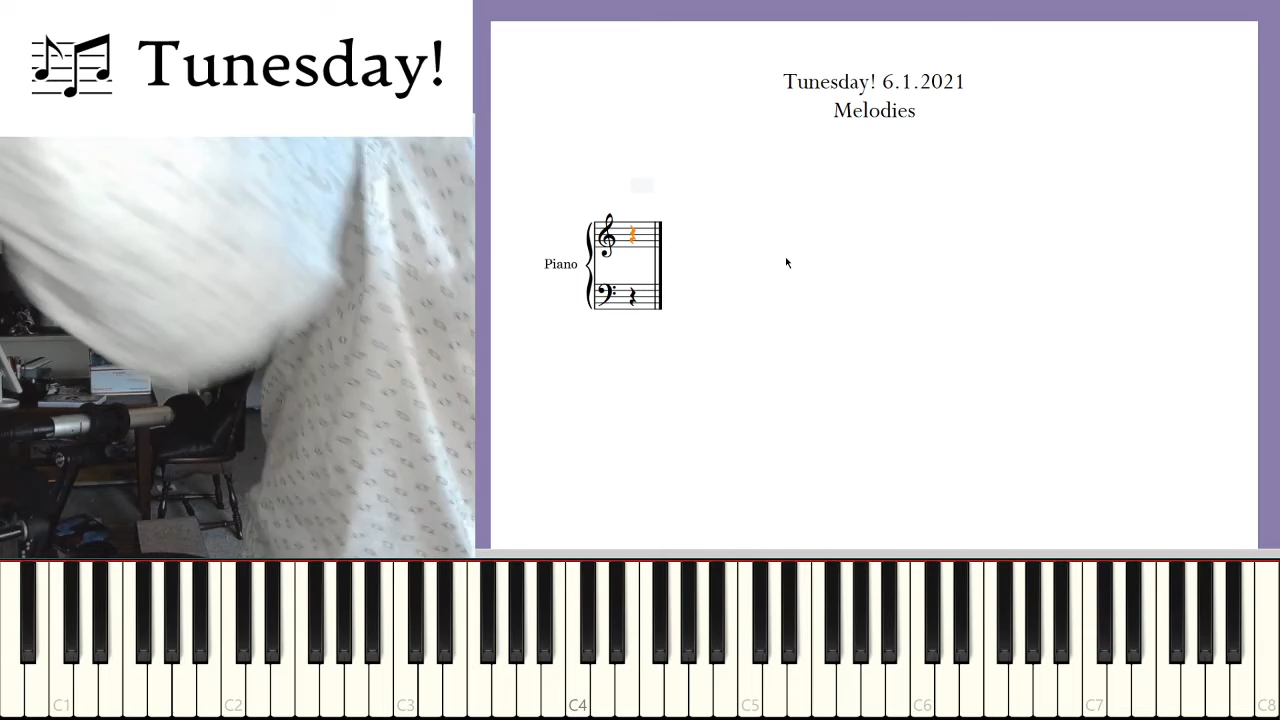 Tunesday!
Tunesday! 6.1.2021
Melodies
Piano
C1 C2 C3 C4 C5 C6 C7 C8